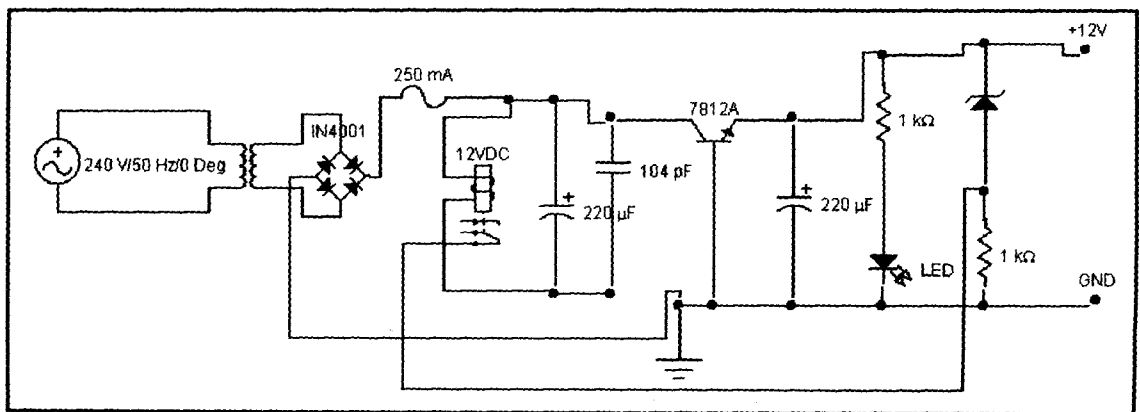 +12V
250 mA
7812A
IN4001
1 kΩ
240 V/50 Hz/0 Deg
12VDC
104 pF
220 µF
220 µF
LED
1 kΩ
GND